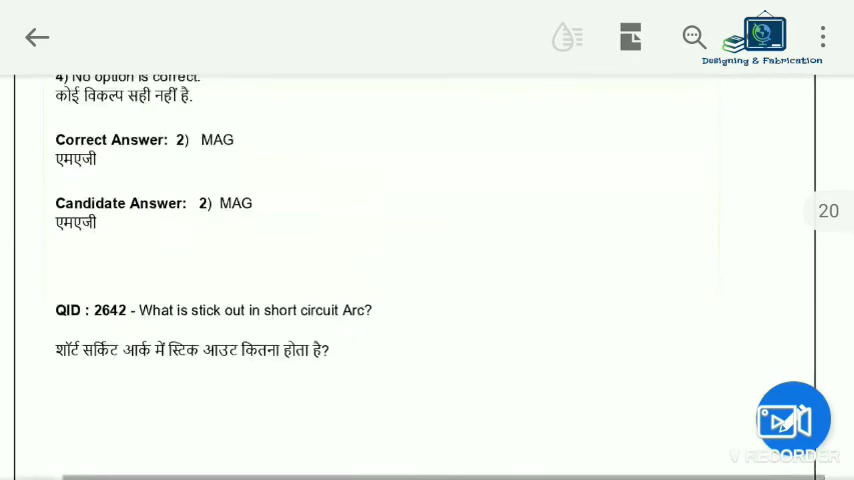 Designing & Fabrication
4) No option is correct.
कोई विकल्प सही नहीं है.
Correct Answer: 2) MAG
एमएजी
Candidate Answer: 2) MAG
एमएजी
20
QID : 2642 - What is stick out in short circuit Arc?
शॉर्ट सर्किट आर्क में स्टिक आउट कितना होता है?
RECORDER